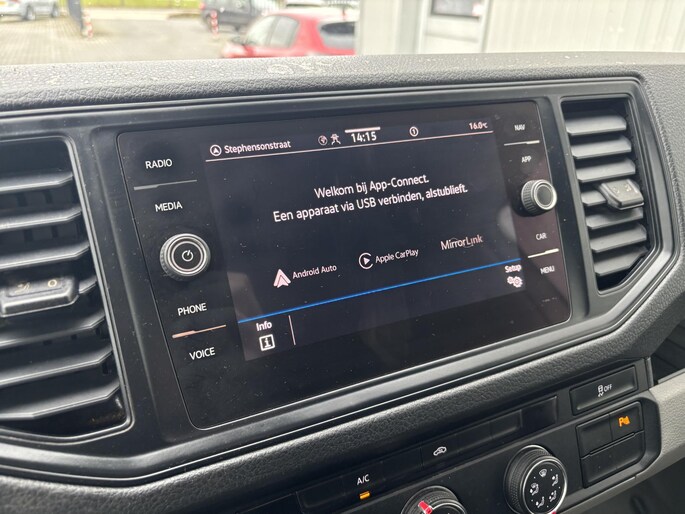 Stephensonstraat
14:15
16.0°C
RADIO
MEDIA
PHONE
VOICE
Welkom bij App-Connect.
Een apparaat via USB verbinden, alstublieft.
Android Auto
Apple CarPlay
MirrorLink
Info
Setup
NAV
APP
CAR
MENU
OFF
A/C